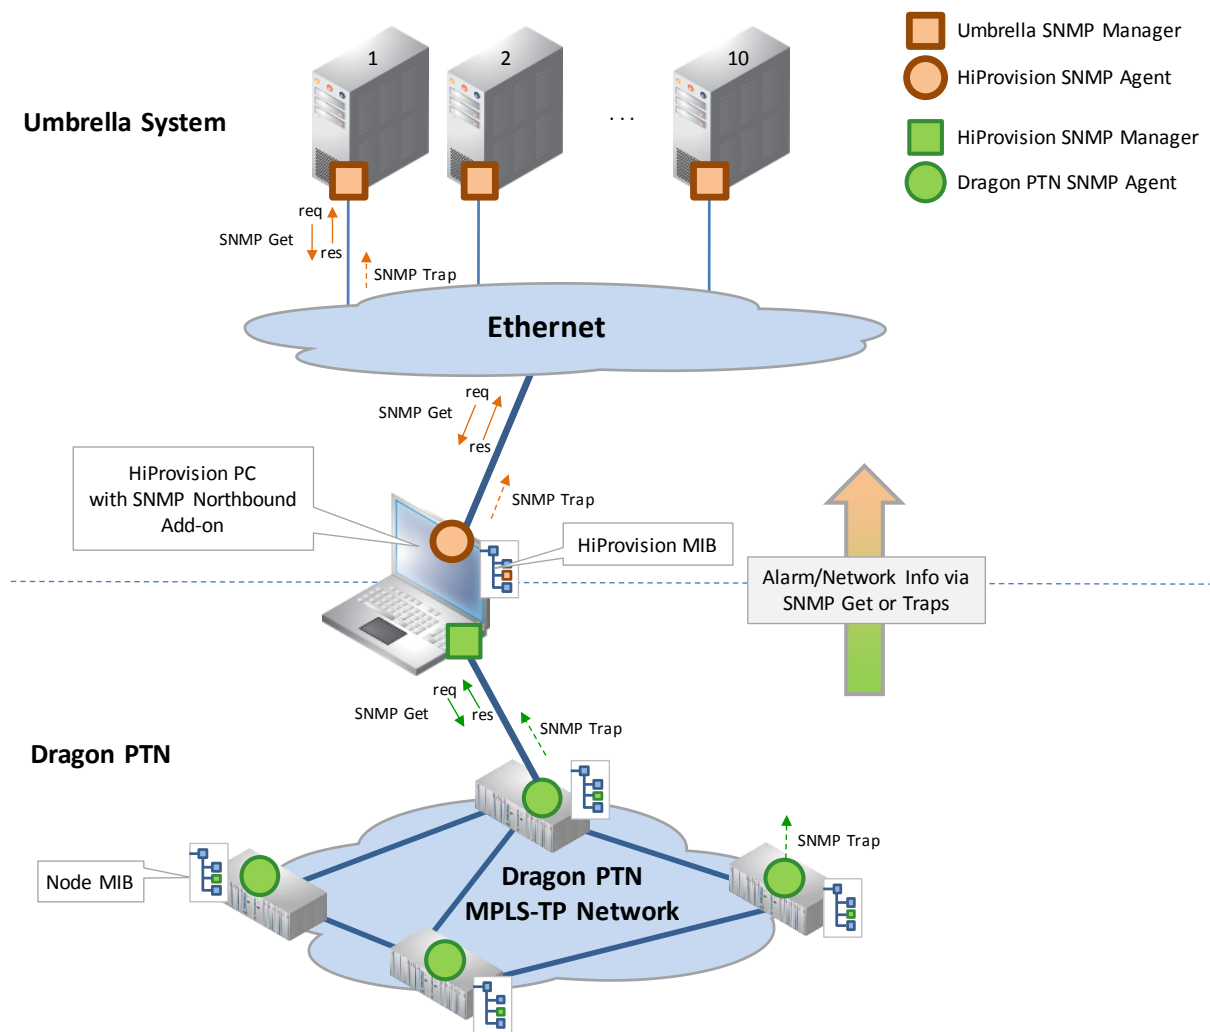 1
2
10
. . .
Umbrella SNMP Manager
HiProvision SNMP Agent
HiProvision SNMP Manager
Dragon PTN SNMP Agent
Umbrella System
req
SNMP Get
res
SNMP Trap
Ethernet
req
SNMP Get
res
SNMP Trap
HiProvision PC
with SNMP Northbound
Add-on
HiProvision MIB
Alarm/Network Info via
SNMP Get or Traps
req
SNMP Get
res
SNMP Trap
Dragon PTN
SNMP Trap
Node MIB
Dragon PTN
MPLS-TP Network